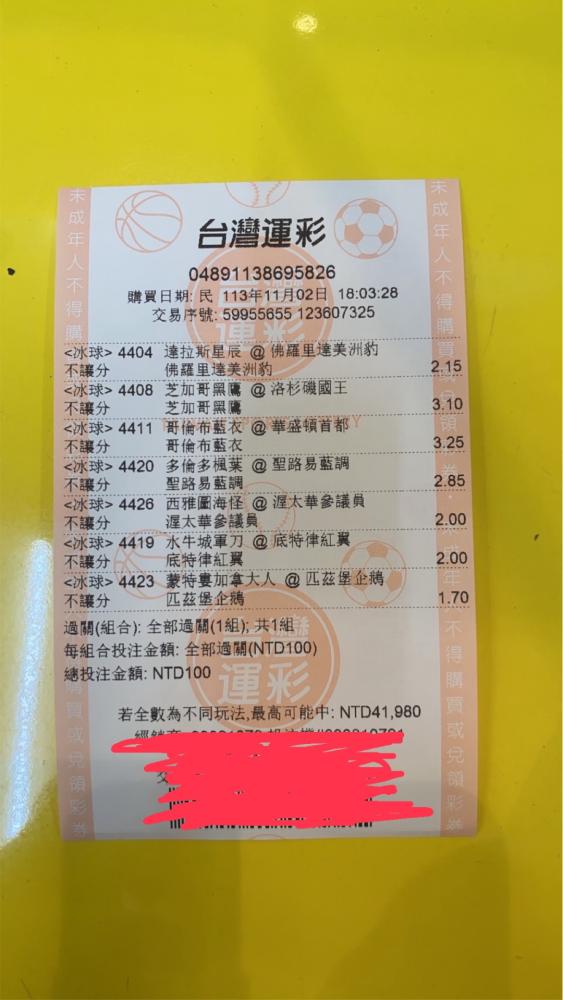 台灣運彩
04891138695826
購買日期: 民 113年11月02日 18:03:28
交易序號: 59955655 123607325
<冰球> 4404 達拉斯星辰 @ 佛羅里達美洲豹
不讓分 佛羅里達美洲豹 2.15
<冰球> 4408 芝加哥黑鷹 @ 洛杉磯國王
不讓分 芝加哥黑鷹 3.10
<冰球> 4411 哥倫布藍衣 @ 華盛頓首都
不讓分 哥倫布藍衣 3.25
<冰球> 4420 多倫多楓葉 @ 聖路易藍調
不讓分 聖路易藍調 2.85
<冰球> 4426 西雅圖海怪 @ 渥太華參議員
不讓分 渥太華參議員 2.00
<冰球> 4419 水牛城軍刀 @ 底特律紅翼
不讓分 底特律紅翼 2.00
<冰球> 4423 蒙特婁加拿大人 @ 匹茲堡企鵝
不讓分 匹茲堡企鵝 1.70
過關(組合): 全部過關(1組); 共1組
每組合投注金額: 全部過關(NTD100)
總投注金額: NTD100
若全數為不同玩法,最高可能中: NTD41,980
未成年人不得購
購買或兌領彩券
未成年人不得購買或兌領彩券
年人不得購買或兌領彩券
運彩